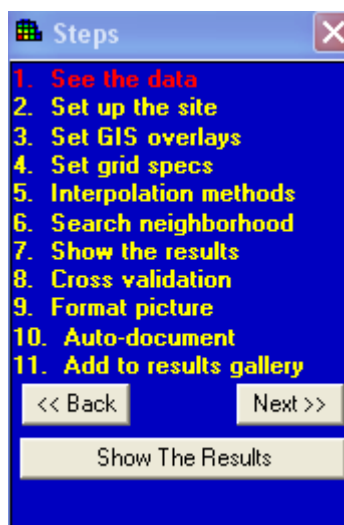 Steps
1. See the data
2. Set up the site
3. Set GIS overlays
4. Set grid specs
5. Interpolation methods
6. Search neighborhood
7. Show the results
8. Cross validation
9. Format picture
10. Auto-document
11. Add to results gallery
<< Back Next >>
Show The Results